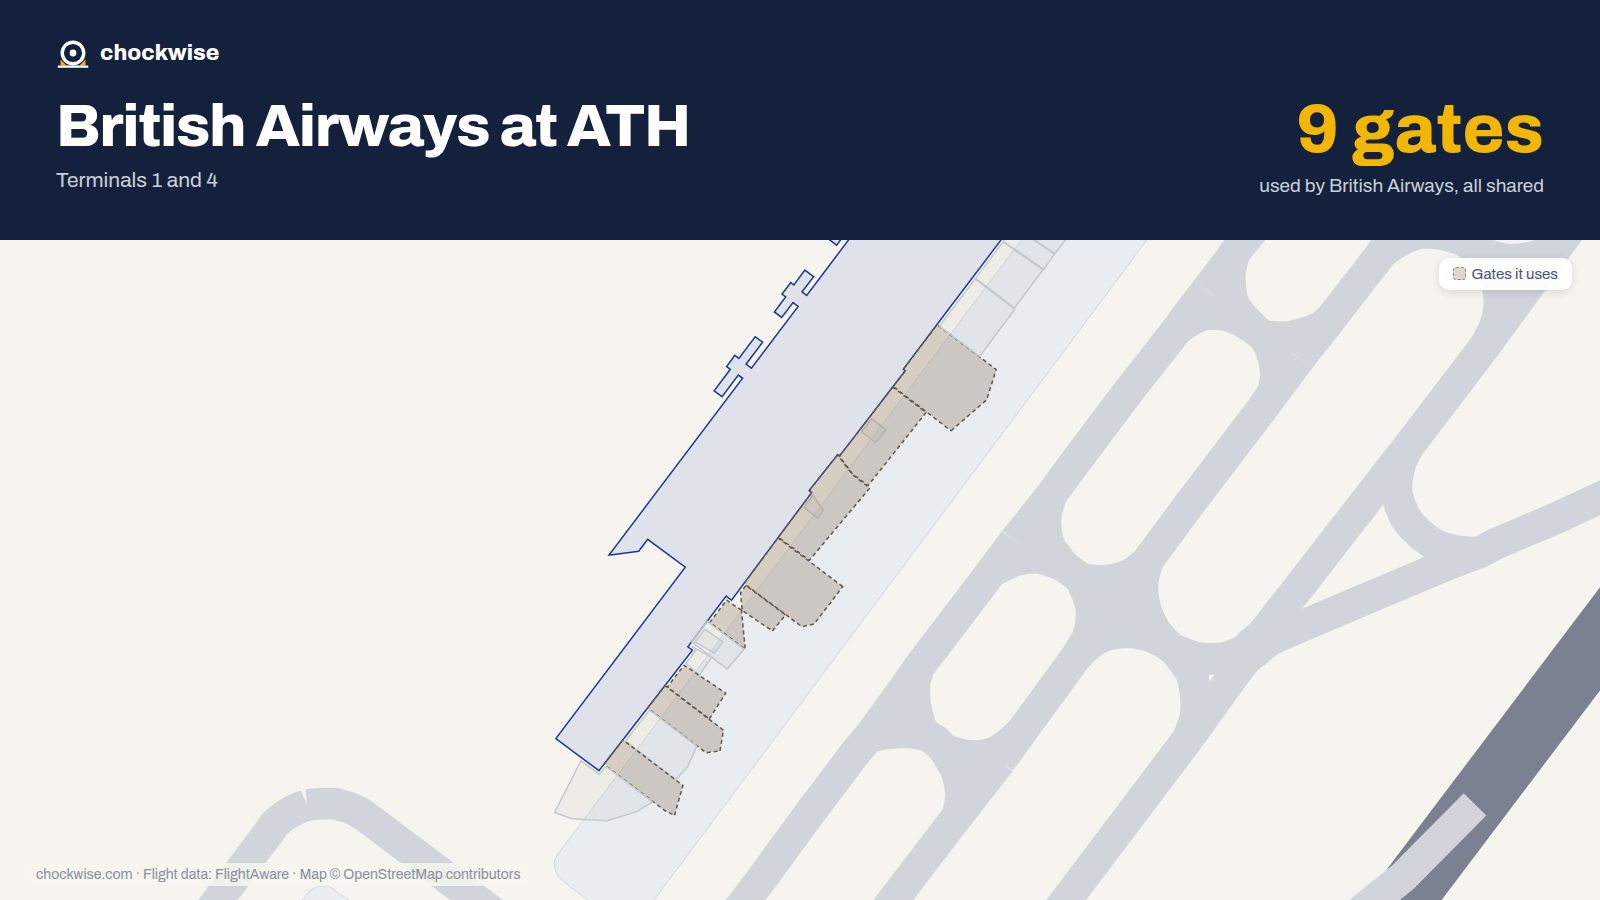 chockwise
British Airways at ATH
Terminals 1 and 4
9 gates
used by British Airways, all shared
Gates it uses
chockwise.com · Flight data: FlightAware · Map © OpenStreetMap contributors